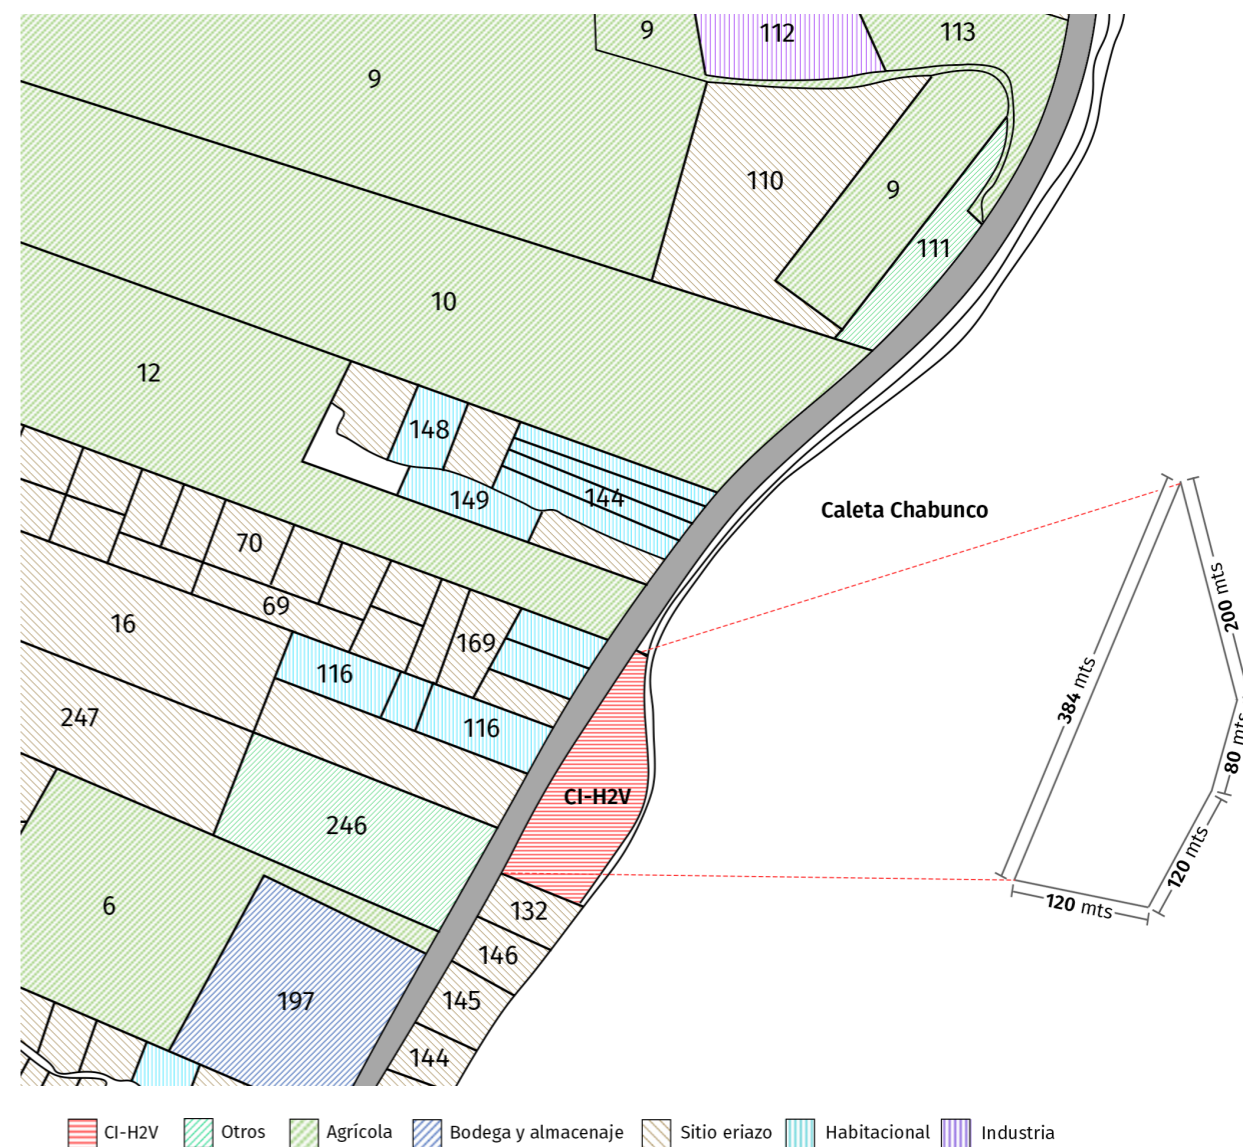 9
112
113
9
110
9
111
10
12
148
149
144
Caleta Chabunco
70
69
16
169
116
247
116
200 mts
384 mts
80 mts
CI-H2V
246
120 mts
120 mts
6
132
146
197
145
144
CI-H2V
Otros
Agrícola
Bodega y almacenaje
Sitio eriazo
Habitacional
Industria